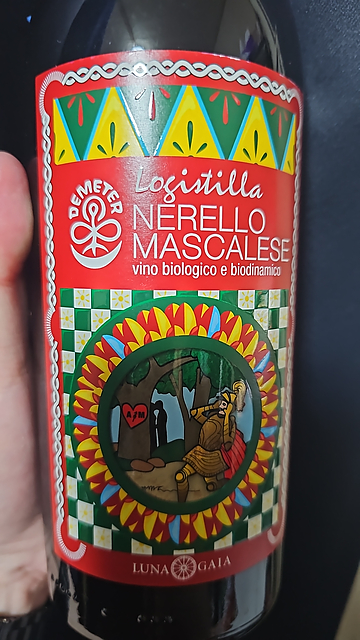 DEMETER
Logistilla
NERELLO
MASCALESE
vino biologico e biodinamico
LUNA GAIA